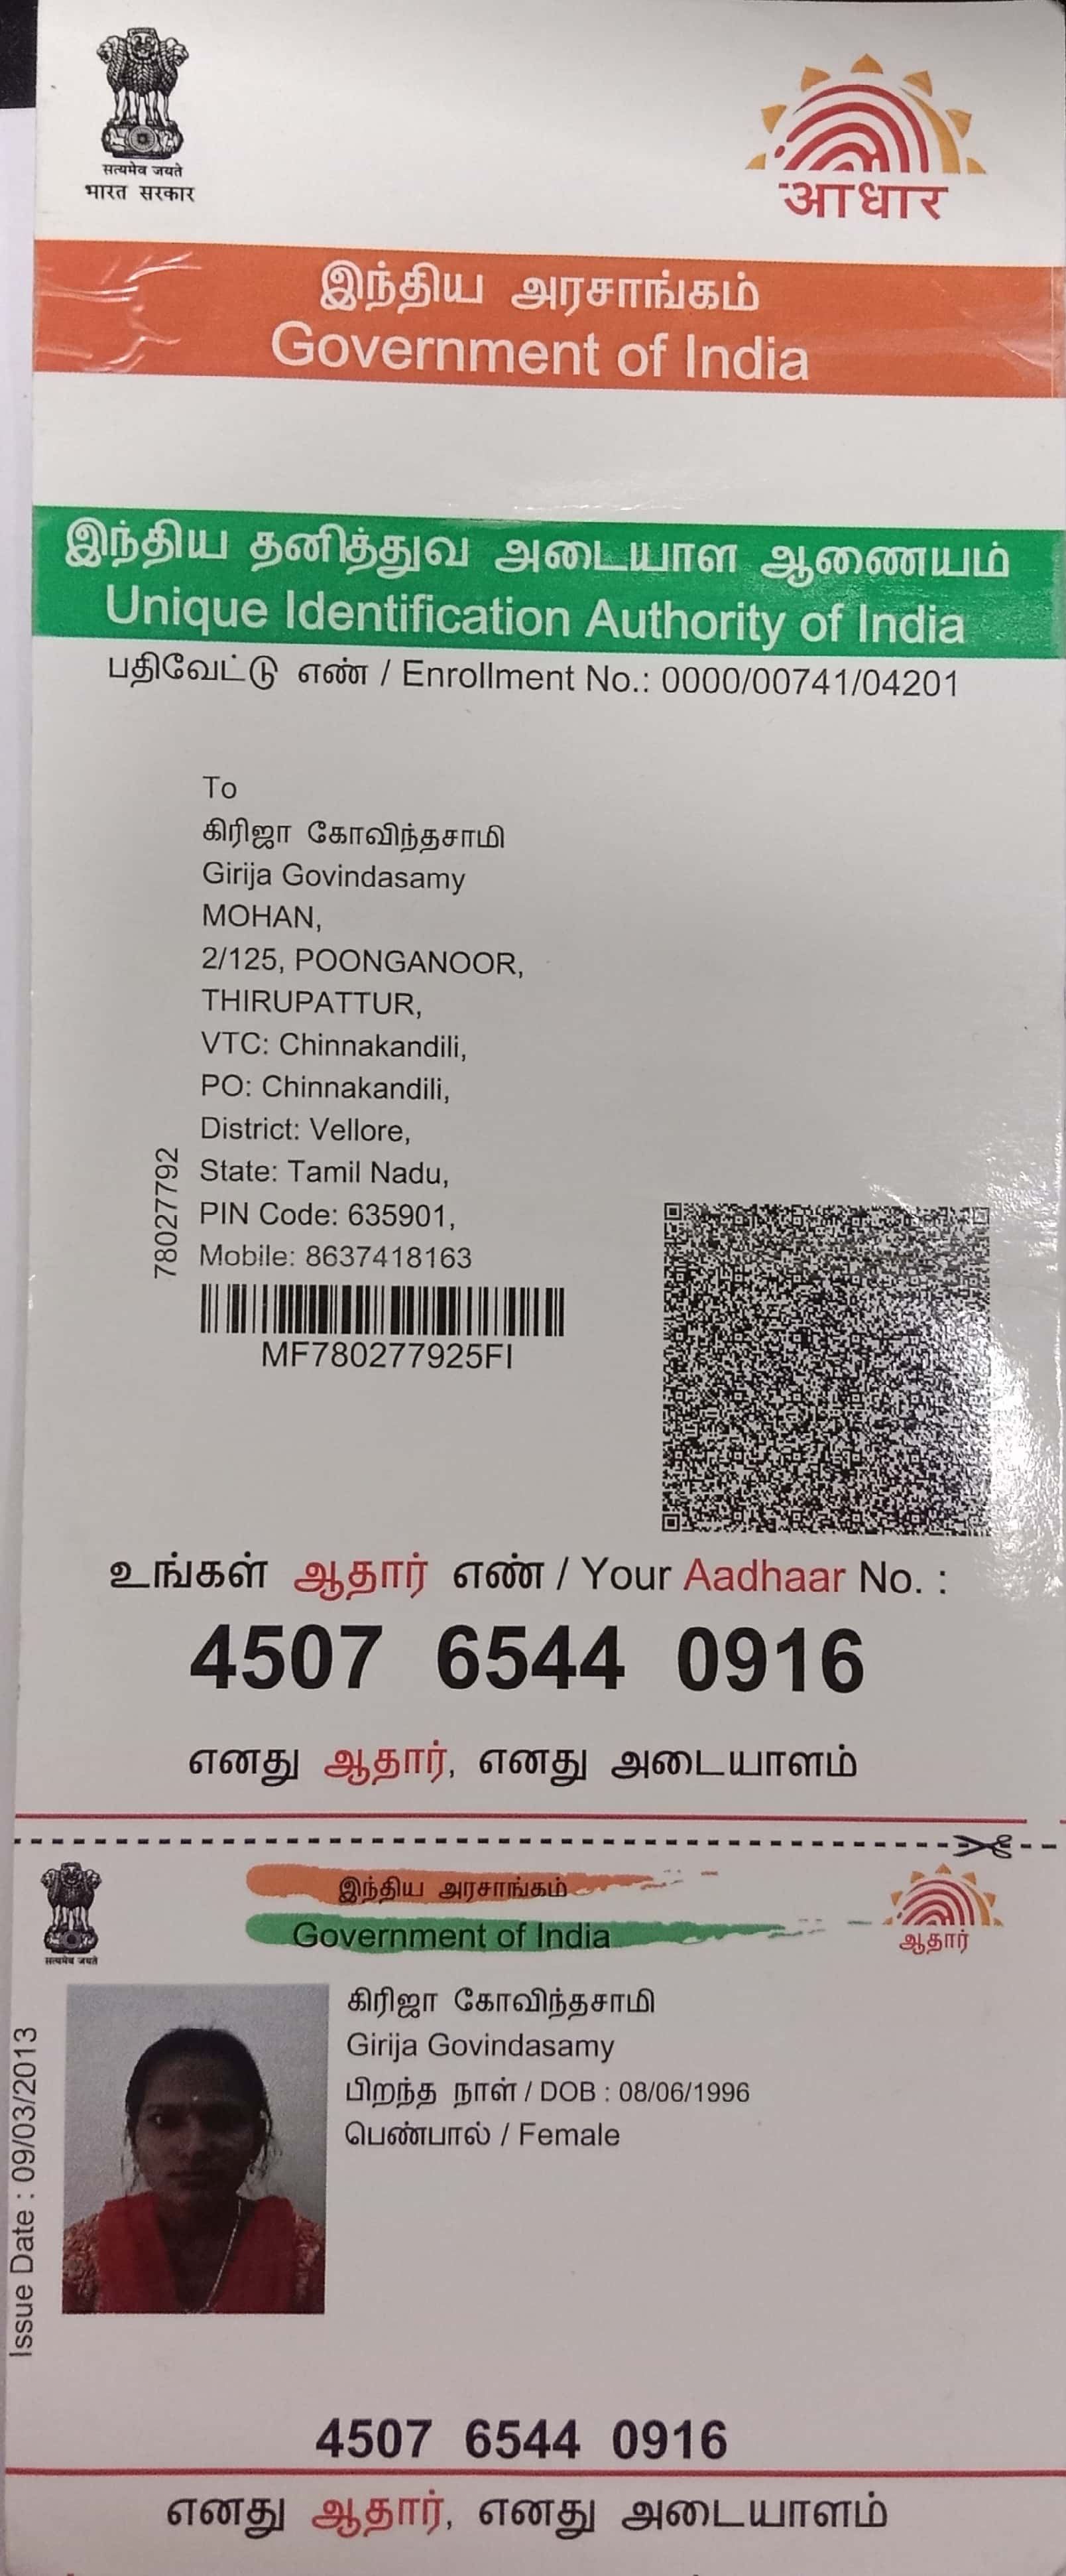 सत्यमेव जयते
भारत सरकार
आधार
இந்திய அரசாங்கம்
Government of India
இந்திய தனித்துவ அடையாள ஆணையம்
Unique Identification Authority of India
பதிவேட்டு எண் / Enrollment No.: 0000/00741/04201
To
கிரிஜா கோவிந்தசாமி
Girija Govindasamy
MOHAN,
2/125, POONGANOOR,
THIRUPATTUR,
VTC: Chinnakandili,
PO: Chinnakandili,
District: Vellore,
State: Tamil Nadu,
PIN Code: 635901,
Mobile: 8637418163
78027792
MF780277925FI
உங்கள் ஆதார் எண் / Your Aadhaar No. :
4507 6544 0916
எனது ஆதார், எனது அடையாளம்
सत्यमेव जयते
இந்திய அரசாங்கம்
Government of India
ஆதார்
கிரிஜா கோவிந்தசாமி
Girija Govindasamy
பிறந்த நாள் / DOB : 08/06/1996
பெண்பால் / Female
Issue Date : 09/03/2013
4507 6544 0916
எனது ஆதார், எனது அடையாளம்